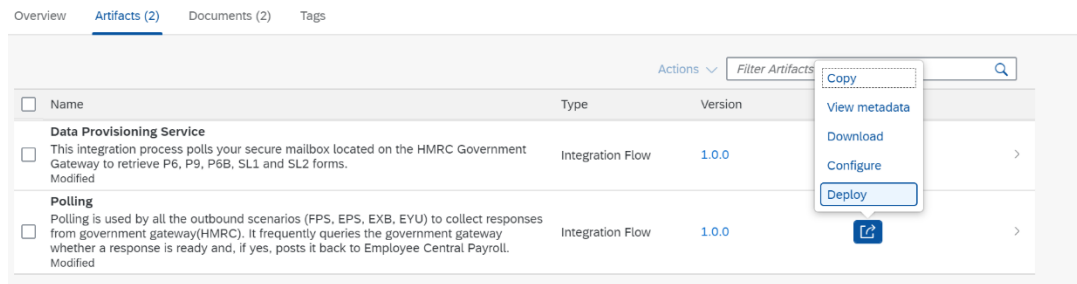 Overview Artifacts (2) Documents (2) Tags
Actions Filter Artifacts
Copy
View metadata
Download
Configure
Deploy
Name Type Version
Data Provisioning Service
This integration process polls your secure mailbox located on the HMRC Government
Gateway to retrieve P6, P9, P6B, SL1 and SL2 forms.
Modified
Integration Flow 1.0.0
Polling
Polling is used by all the outbound scenarios (FPS, EPS, EXB, EYU) to collect responses
from government gateway(HMRC). It frequently queries the government gateway
whether a response is ready and, if yes, posts it back to Employee Central Payroll.
Modified
Integration Flow 1.0.0